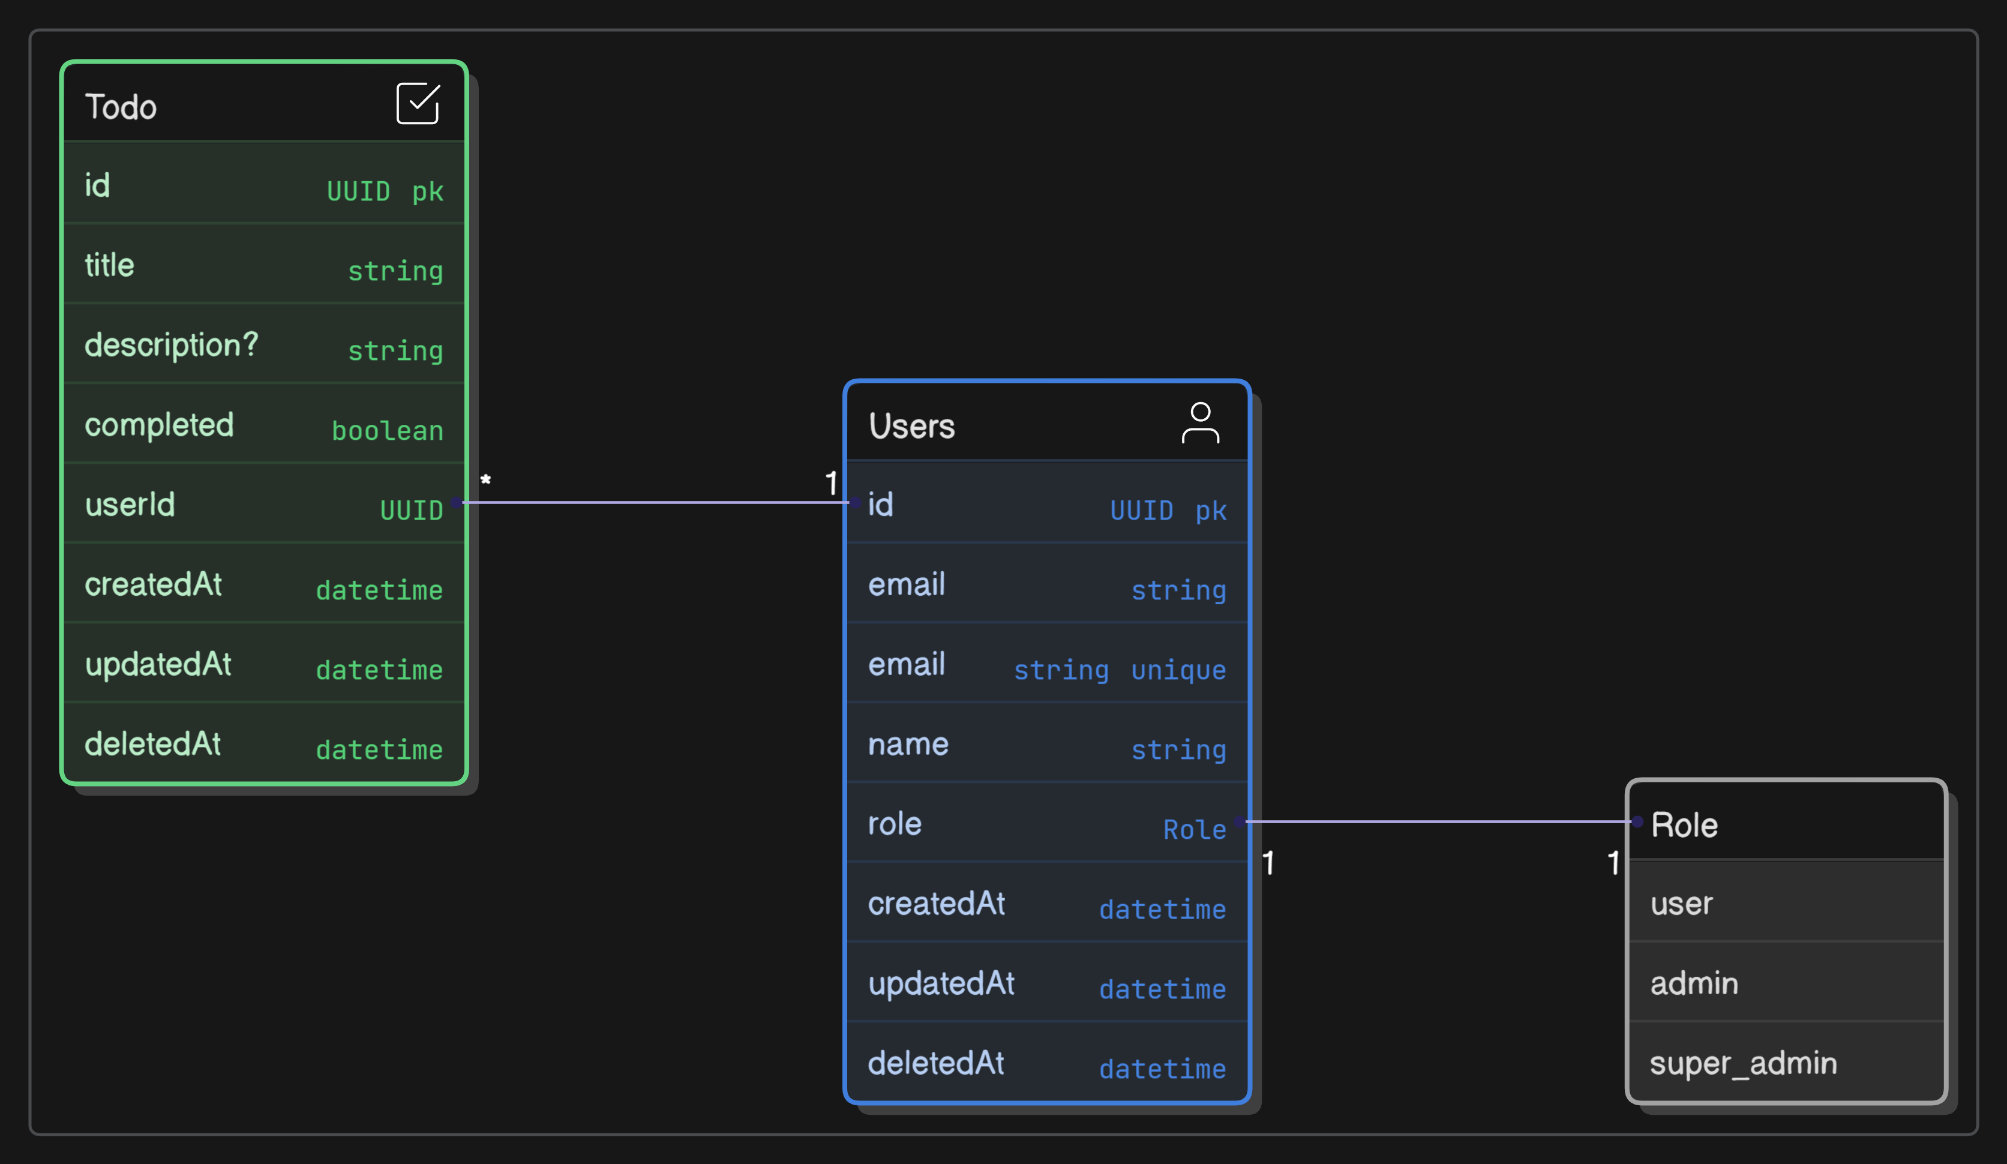 Todo
id UUID pk
title string
description? string
completed boolean
userId UUID
createdAt datetime
updatedAt datetime
deletedAt datetime
* 1
Users
id UUID pk
email string
email string unique
name string
role Role
createdAt datetime
updatedAt datetime
deletedAt datetime
1 1
Role
user
admin
super_admin